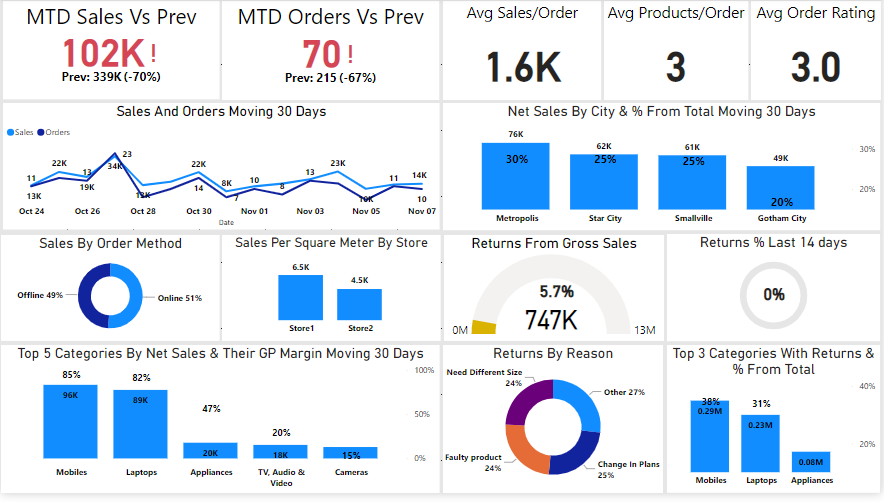 MTD Sales Vs Prev
102K!
Prev: 339K (-70%)
MTD Orders Vs Prev
70!
Prev: 215 (-67%)
Avg Sales/Order
1.6K
Avg Products/Order
3
Avg Order Rating
3.0
Sales And Orders Moving 30 Days
Sales Orders
11 22K 13 23 22K 8K 10 13 23K 11 14K
13K 19K 34K 14 7 8 10
Oct 24 Oct 26 Oct 28 Oct 30 Nov 01 Nov 03 Nov 05 Nov 07
Date
Net Sales By City & % From Total Moving 30 Days
76K 62K 61K 49K
30% 25% 25% 20%
30%
20%
Metropolis Star City Smallville Gotham City
Sales By Order Method
Offline 49% Online 51%
Sales Per Square Meter By Store
6.5K 4.5K
Store1 Store2
Returns From Gross Sales
5.7%
747K
0M 13M
Returns % Last 14 days
0%
Top 5 Categories By Net Sales & Their GP Margin Moving 30 Days
85% 82% 47% 20% 15%
96K 89K 20K 18K
100%
50%
0%
Mobiles Laptops Appliances TV, Audio & Cameras
Video
Returns By Reason
Need Different Size
24%
Other 27%
Faulty product
24%
Change In Plans
25%
Top 3 Categories With Returns &
% From Total
38% 31%
0.29M 0.23M 0.08M
40%
20%
Mobiles Laptops Appliances